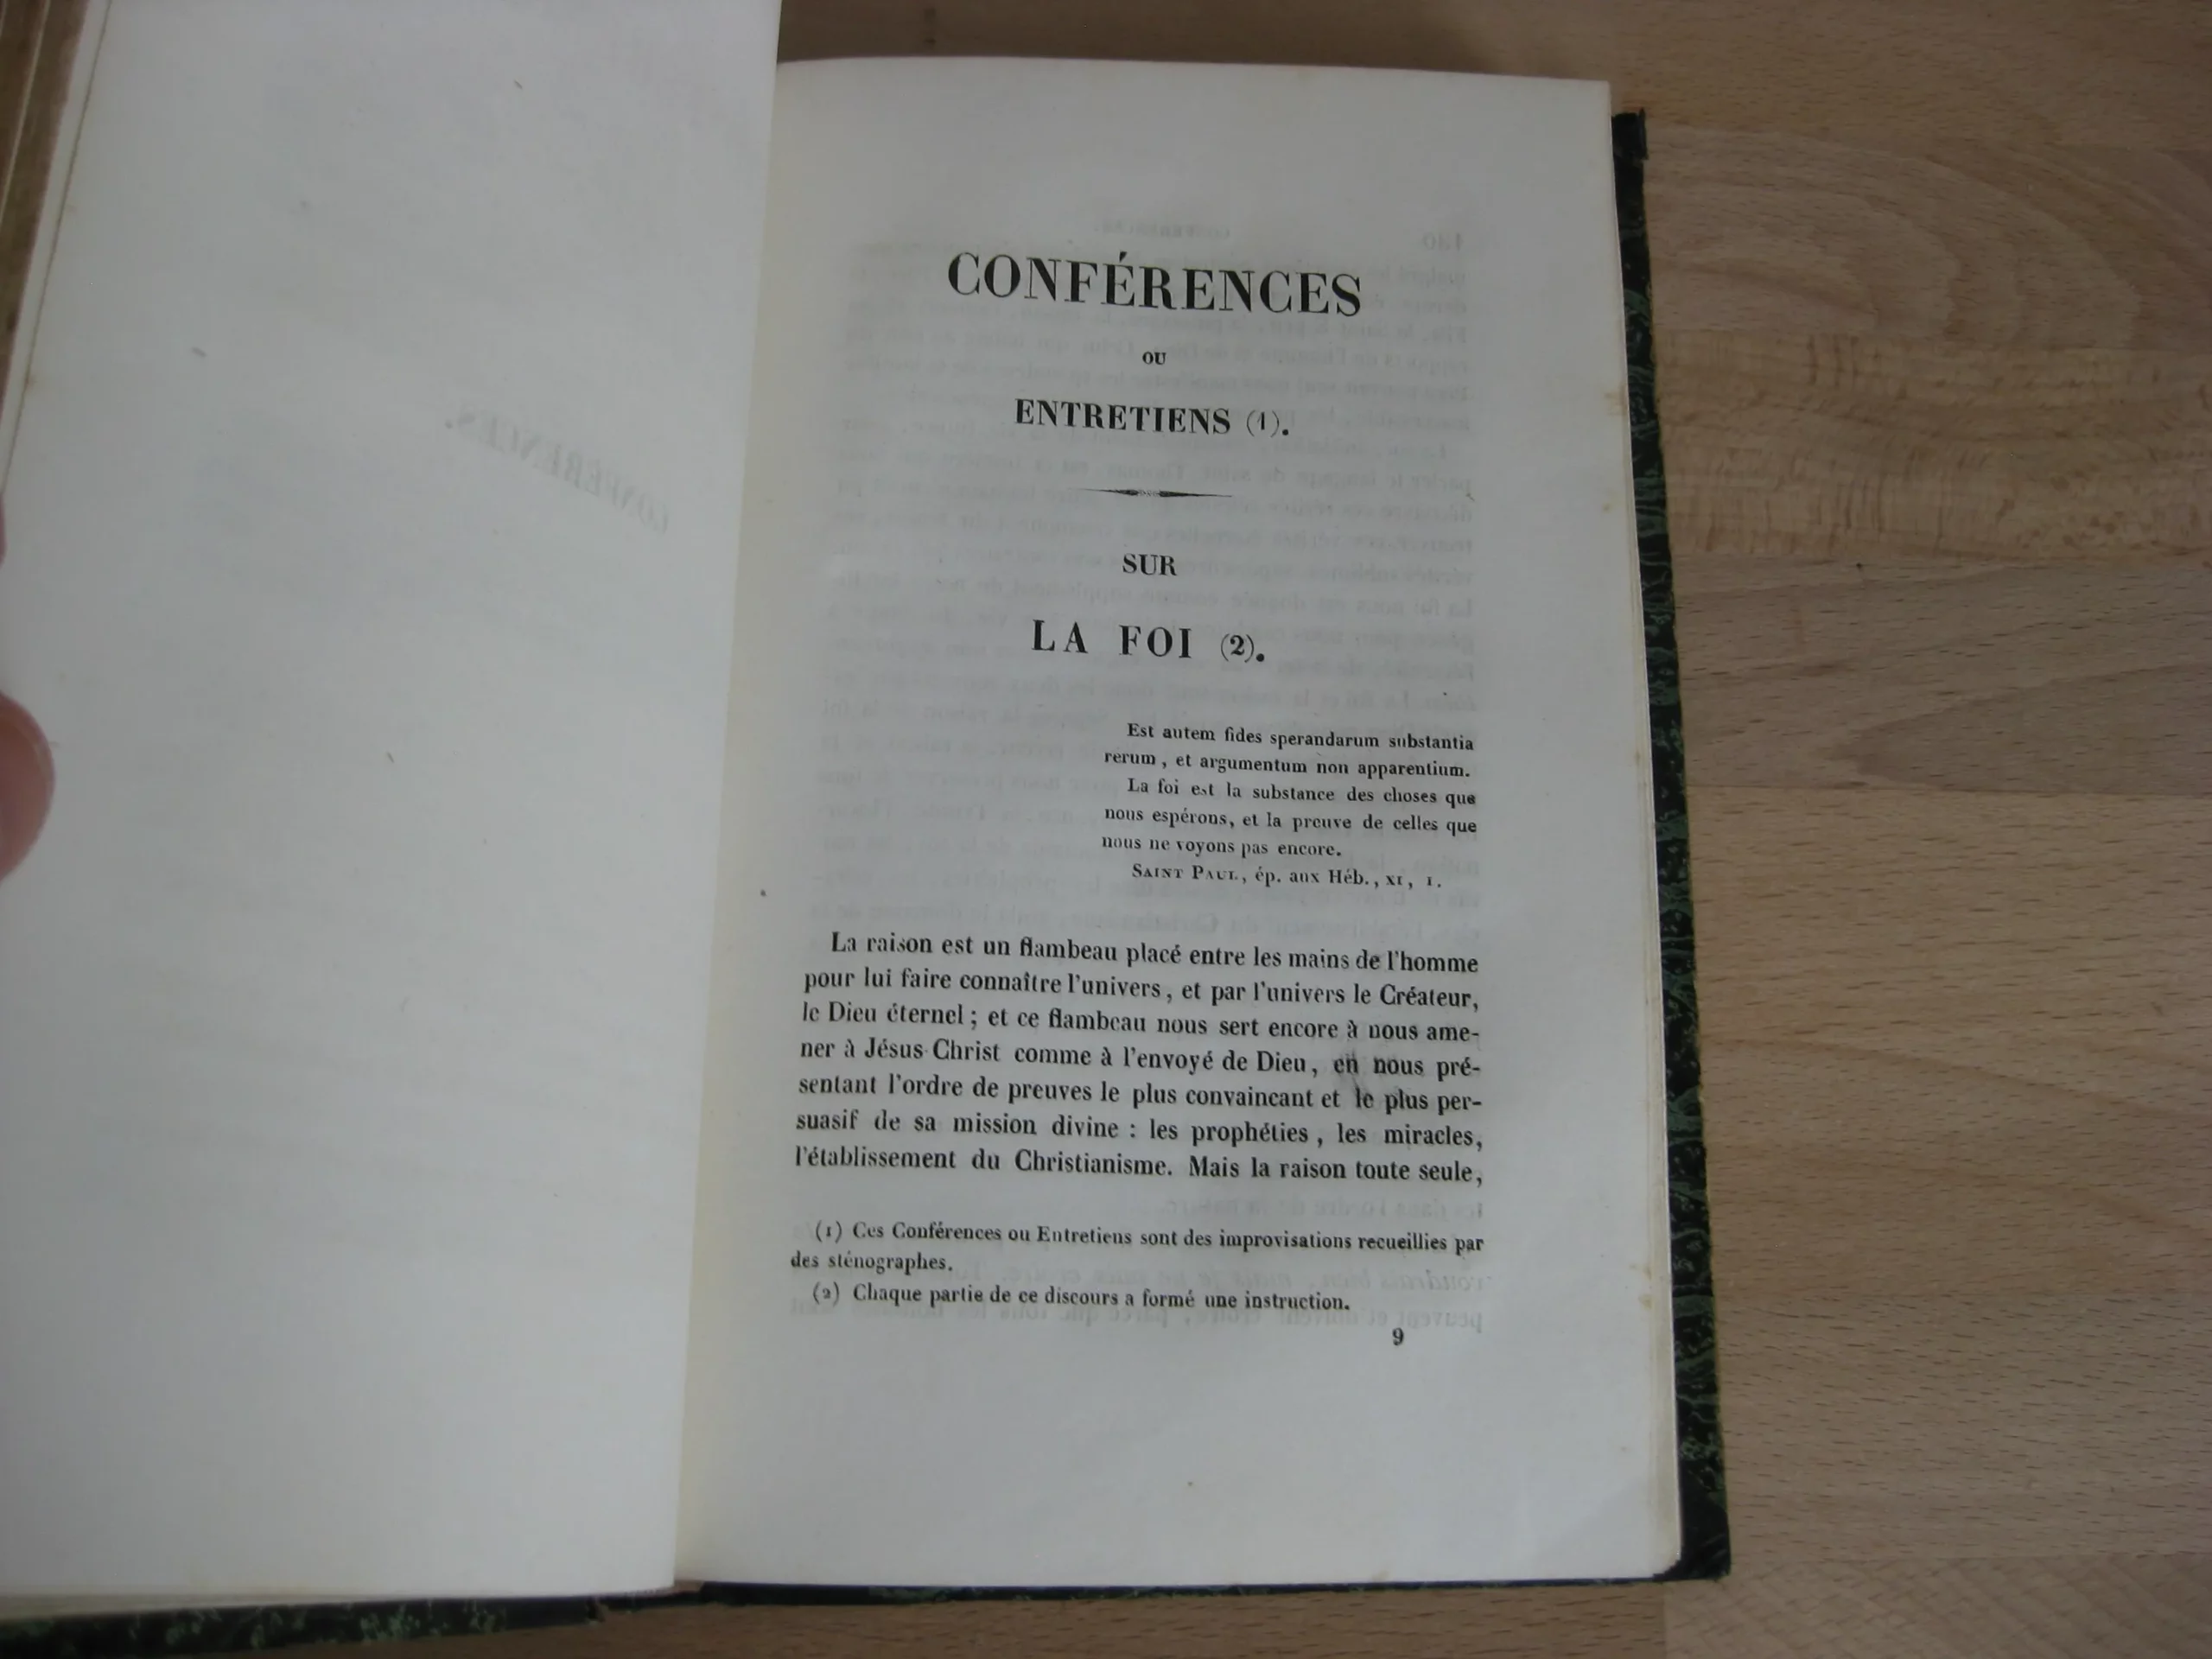 CONFÉRENCES.
CONFÉRENCES
OU
ENTRETIENS (1).
SUR
LA FOI (2).
Est autem fides sperandarum substantia
rerum, et argumentum non apparentium.
La foi est la substance des choses que
nous espérons, et la preuve de celles que
nous ne voyons pas encore.
SAINT PAUL, ép. aux Héb., XI, I.
La raison est un flambeau placé entre les mains de l'homme
pour lui faire connaître l'univers, et par l'univers le Créateur,
le Dieu éternel ; et ce flambeau nous sert encore à nous ame-
ner à Jésus-Christ comme à l'envoyé de Dieu, en nous pré-
sentant l'ordre de preuves le plus convaincant et le plus per-
suasif de sa mission divine : les prophéties, les miracles,
l'établissement du Christianisme. Mais la raison toute seule,
(1) Ces Conférences ou Entretiens sont des improvisations recueillies par
des sténographes.
(2) Chaque partie de ce discours a formé une instruction.
9